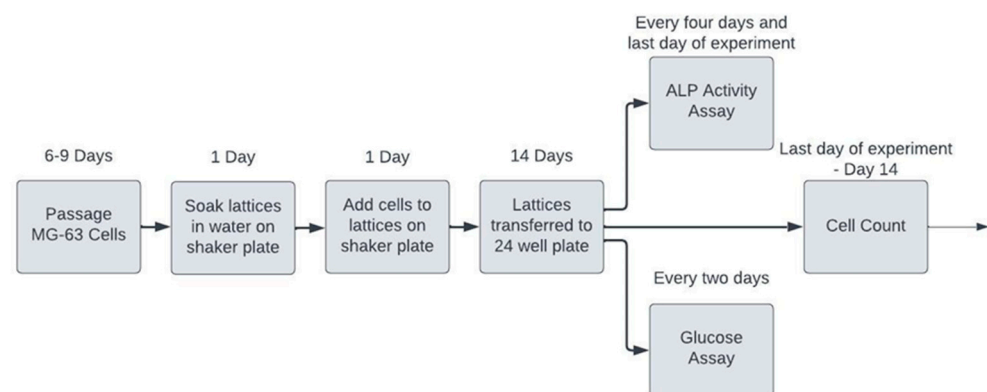 Every four days and
last day of experiment
ALP Activity
Assay
6-9 Days
Passage
MG-63 Cells
1 Day
Soak lattices
in water on
shaker plate
1 Day
Add cells to
lattices on
shaker plate
14 Days
Lattices
transferred to
24 well plate
Last day of experiment
- Day 14
Cell Count
Every two days
Glucose
Assay